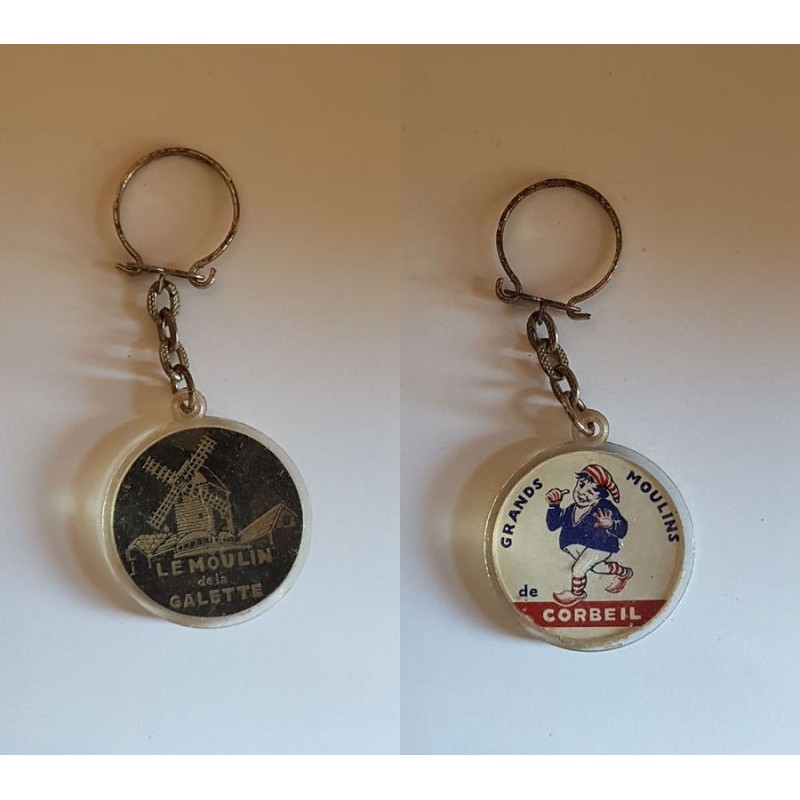 LE MOULIN
de la
GALETTE
GRANDS MOULINS
de
CORBEIL